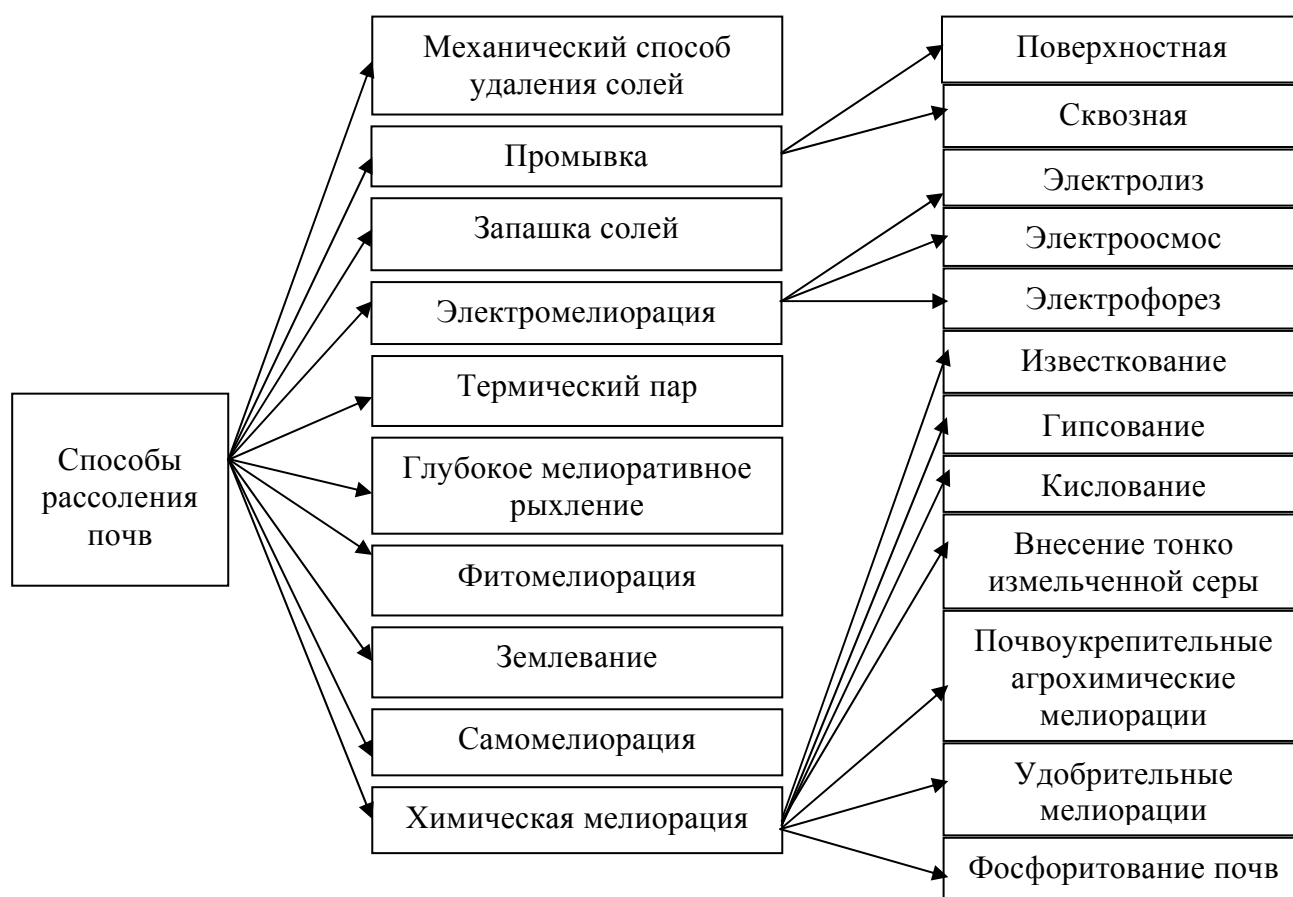 Способы
рассоления
почв
Механический способ
удаления солей
Промывка
Запашка солей
Электромелиорация
Термический пар
Глубокое мелиоративное
рыхление
Фитомелиорация
Землевание
Самомелиорация
Химическая мелиорация
Поверхностная
Сквозная
Электролиз
Электроосмос
Электрофорез
Известкование
Гипсование
Кислование
Внесение тонко
измельченной серы
Почвоукрепительные
агрохимические
мелиорации
Удобрительные
мелиорации
Фосфоритование почв